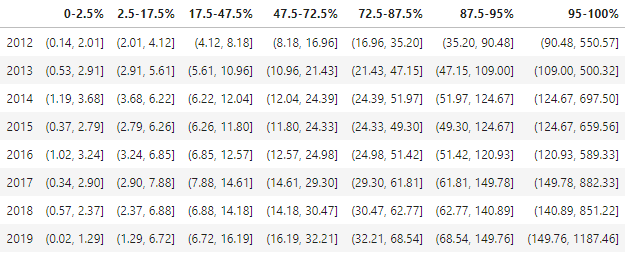 0-2.5% 2.5-17.5% 17.5-47.5% 47.5-72.5% 72.5-87.5% 87.5-95% 95-100%
2012 (0.14, 2.01] (2.01, 4.12] (4.12, 8.18] (8.18, 16.96] (16.96, 35.20] (35.20, 90.48] (90.48, 550.57]
2013 (0.53, 2.91] (2.91, 5.61] (5.61, 10.96] (10.96, 21.43] (21.43, 47.15] (47.15, 109.00] (109.00, 500.32]
2014 (1.19, 3.68] (3.68, 6.22] (6.22, 12.04] (12.04, 24.39] (24.39, 51.97] (51.97, 124.67] (124.67, 697.50]
2015 (0.37, 2.79] (2.79, 6.26] (6.26, 11.80] (11.80, 24.33] (24.33, 49.30] (49.30, 124.67] (124.67, 659.56]
2016 (1.02, 3.24] (3.24, 6.85] (6.85, 12.57] (12.57, 24.98] (24.98, 51.42] (51.42, 120.93] (120.93, 589.33]
2017 (0.34, 2.90] (2.90, 7.88] (7.88, 14.61] (14.61, 29.30] (29.30, 61.81] (61.81, 149.78] (149.78, 882.33]
2018 (0.57, 2.37] (2.37, 6.88] (6.88, 14.18] (14.18, 30.47] (30.47, 62.77] (62.77, 140.89] (140.89, 851.22]
2019 (0.02, 1.29] (1.29, 6.72] (6.72, 16.19] (16.19, 32.21] (32.21, 68.54] (68.54, 149.76] (149.76, 1187.46]